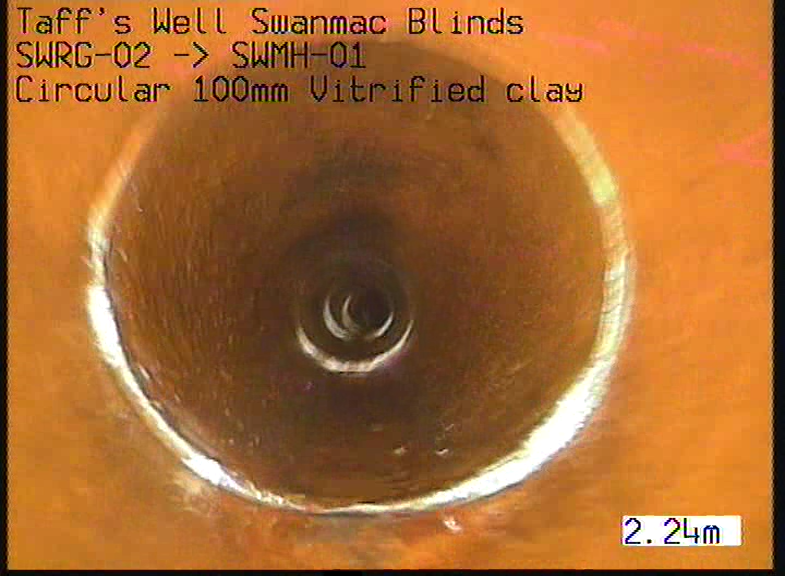 Taff's Well Swanmac Blinds
SWRG-02 -> SWMH-01
Circular 100mm Vitrified clay
2.24m